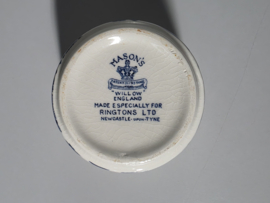 MASON'S
"WILLOW"
ENGLAND
MADE ESPECIALLY FOR
RINGTONS LTD
NEWCASTLE-UPON-TYNE